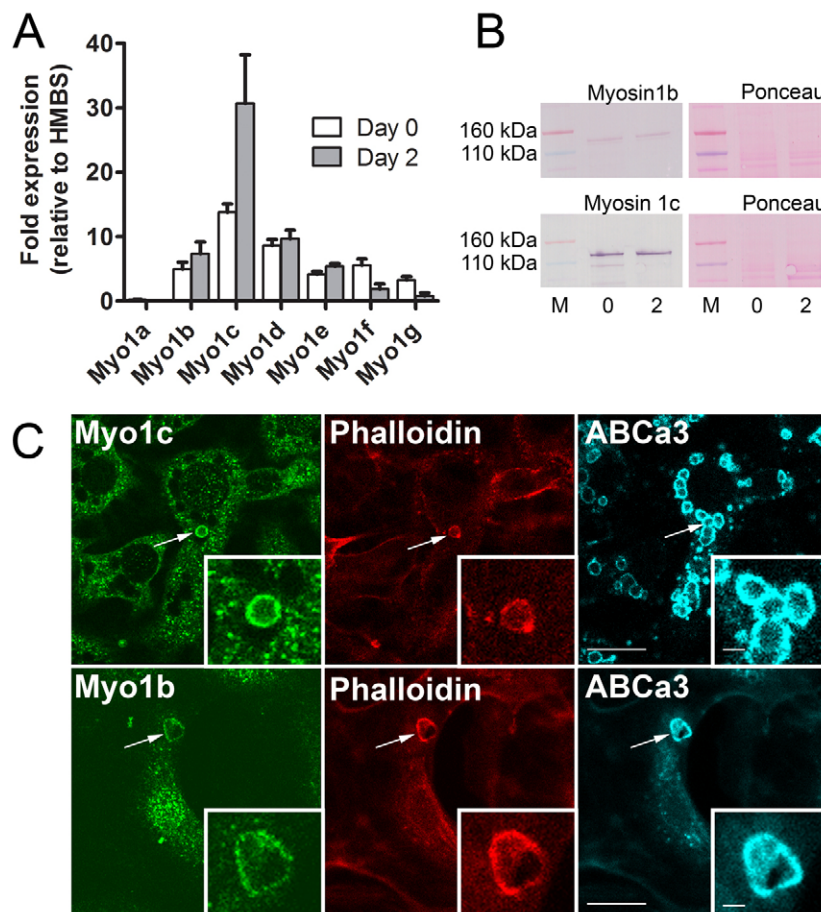 A
Fold expression
(relative to HMBS)
40
30
20
10
0
Day 0
Day 2
Myo1a
Myo1b
Myo1c
Myo1d
Myo1e
Myo1f
Myo1g
B
Myosin1b
Ponceau
160 kDa
110 kDa
Myosin 1c
Ponceau
160 kDa
110 kDa
M
0
2
M
0
2
C
Myo1c
Phalloidin
ABCa3
Myo1b
Phalloidin
ABCa3